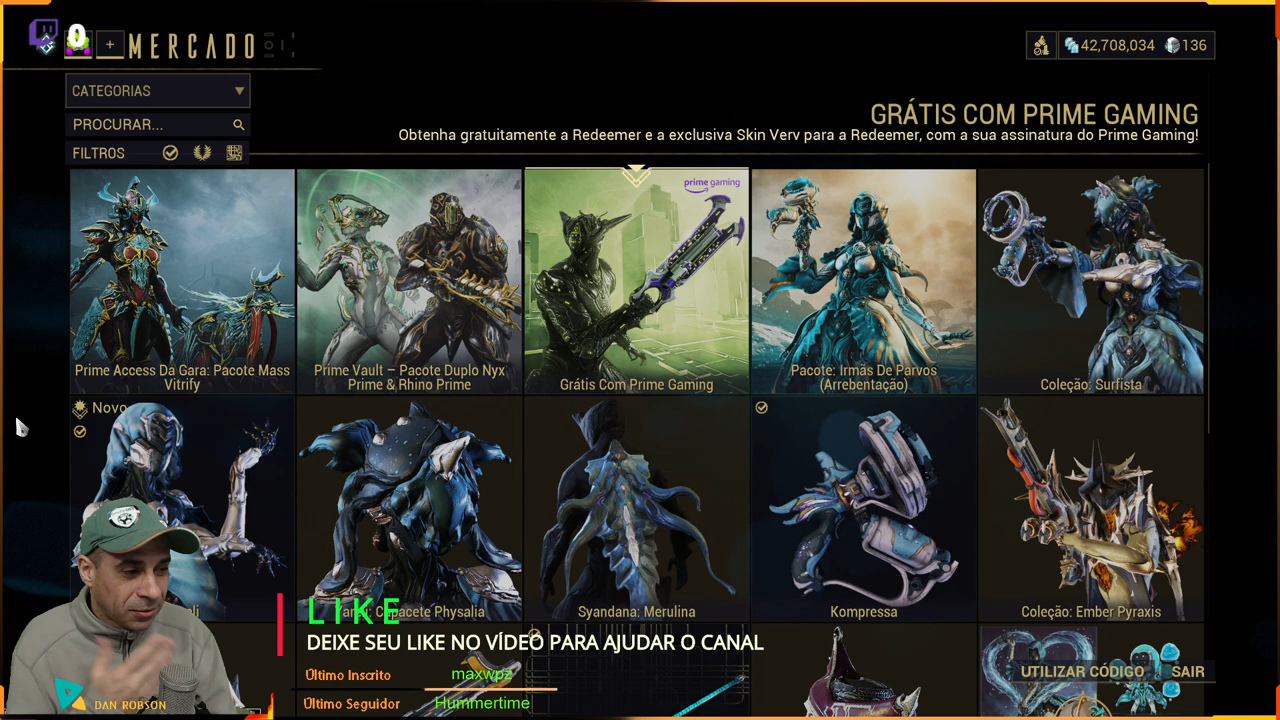 0
+
MERCADO
42,708,034
136
CATEGORIAS
PROCURAR...
FILTROS
GRÁTIS COM PRIME GAMING
Obtenha gratuitamente a Redeemer e a exclusiva Skin Verv para a Redeemer, com a sua assinatura do Prime Gaming!
prime gaming
Prime Access Da Gara: Pacote Mass
Vitrify
Prime Vault – Pacote Duplo Nyx
Prime & Rhino Prime
Grátis Com Prime Gaming
Pacote: Irmãs De Parvos
(Arrebentação)
Coleção: Surfista
Novo
Capacete Physalia
Syandana: Merulina
Kompressa
Coleção: Ember Pyraxis
LIKE
DEIXE SEU LIKE NO VÍDEO PARA AJUDAR O CANAL
Último Inscrito
maxwpz
Último Seguidor
Hummertime
UTILIZAR CÓDIGO
SAIR
DAN ROBSON